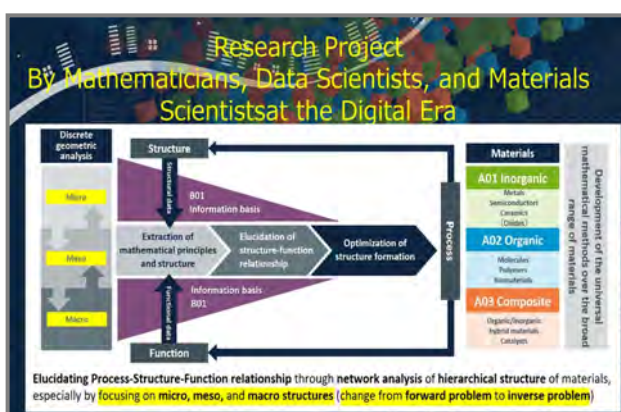 Research Project
By Mathematicians, Data Scientists, and Materials
Scientistsat the Digital Era
Discrete
geometric
analysis
Micro
Meso
Macro
Structure
Structural data
B01
Information basis
Extraction of
mathematical principles
and structure
Elucidation of
structure-function
relationship
Optimization of
structure formation
Information basis
B01
Functional data
Function
Process
Materials
A01 Inorganic
Metals
Semiconductors
Ceramics
(Oxides)
A02 Organic
Molecules
Polymers
Biomaterials
A03 Composite
Organic/Inorganic
hybrid materials
Catalysts
Development of the universal
mathematical methods over the broad
range of materials
Elucidating Process-Structure-Function relationship through network analysis of hierarchical structure of materials,
especially by focusing on micro, meso, and macro structures (change from forward problem to inverse problem)